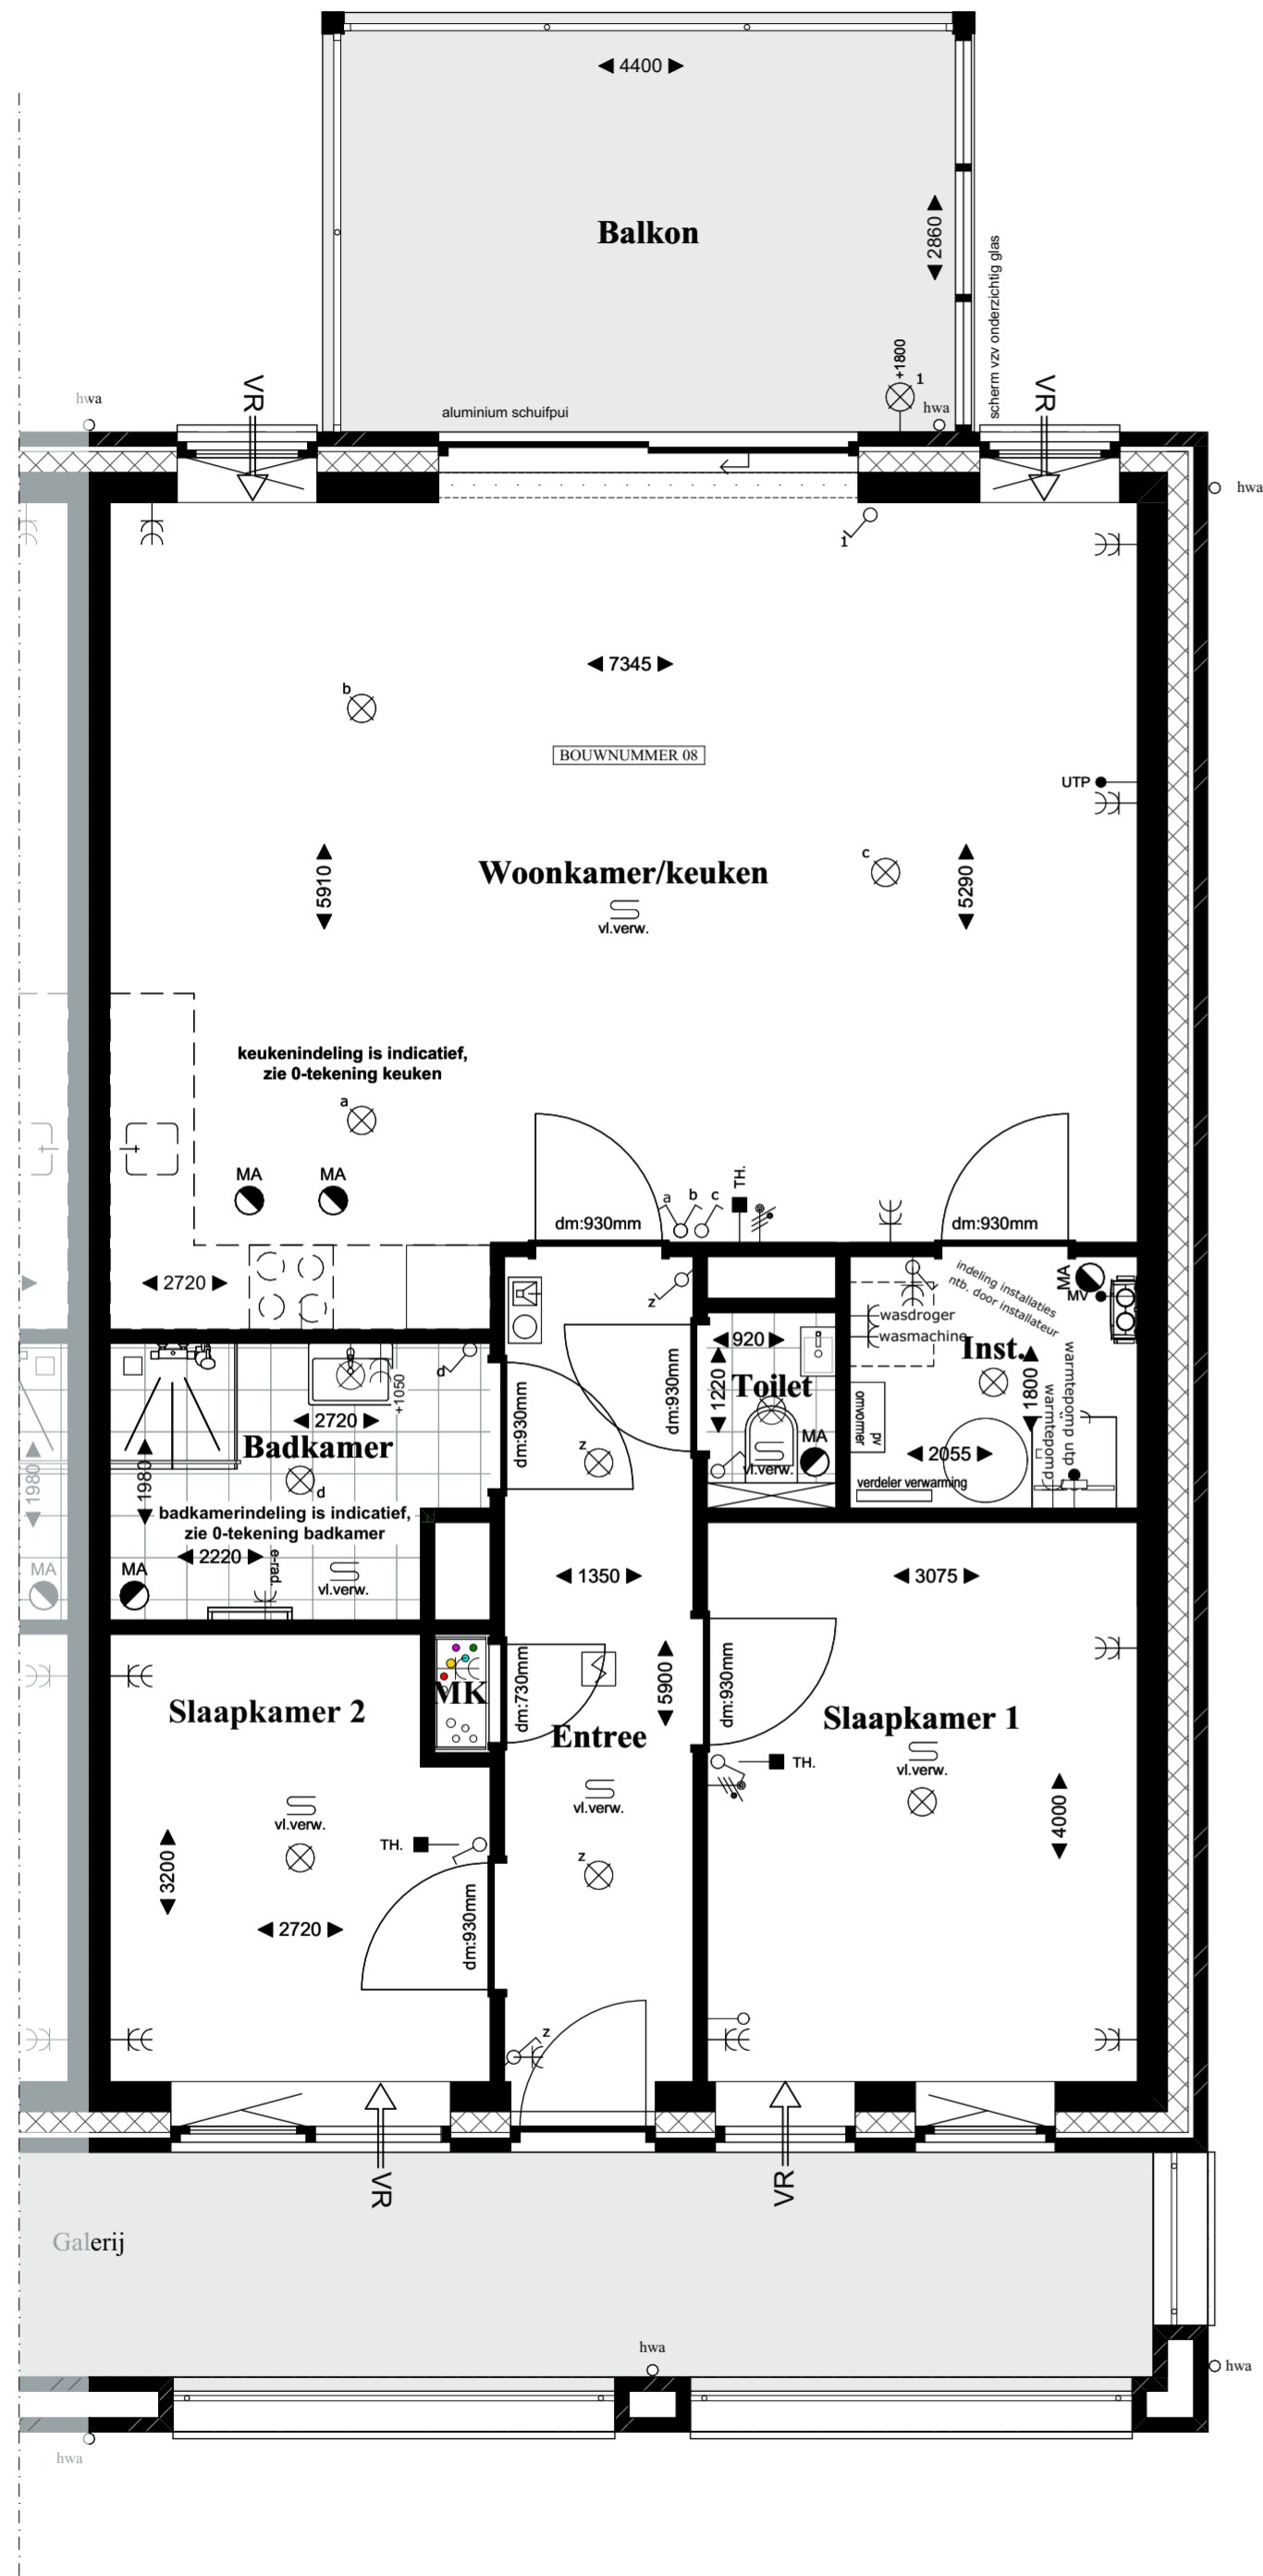 4400
Balkon
2860
scherm vzv onderzichtig glas
+1800
1
hwa
VR
aluminium schuifpui
hwa
VR
hwa
1
7345
b
BOUWNUMMER 08
UTP
c
5910
Woonkamer/keuken
5290
vl.verw.
keukenindeling is indicatief,
zie 0-tekening keuken
a
MA
MA
a
b
c
TH.
dm:930mm
dm:930mm
2720
z
indeling installaties
ntb. door installateur
MA
MV
wasdroger
wasmachine
Inst.
920
1220
Toilet
MA
vl.verw.
omvormer
pv
1800
2055
warmtepomp utp
warmtepomp
verdeler verwarming
d
+1050
2720
Badkamer
1980
1980
d
badkamerindeling is indicatief,
zie 0-tekening badkamer
2220
e-rad.
vl.verw.
MA
MA
dm:930mm
dm:930mm
z
1350
3075
Slaapkamer 2
MK
dm:730mm
5900
dm:930mm
Entree
Slaapkamer 1
vl.verw.
TH.
vl.verw.
vl.verw.
4000
TH.
z
3200
2720
dm:930mm
z
VR
VR
Galerij
hwa
hwa
hwa